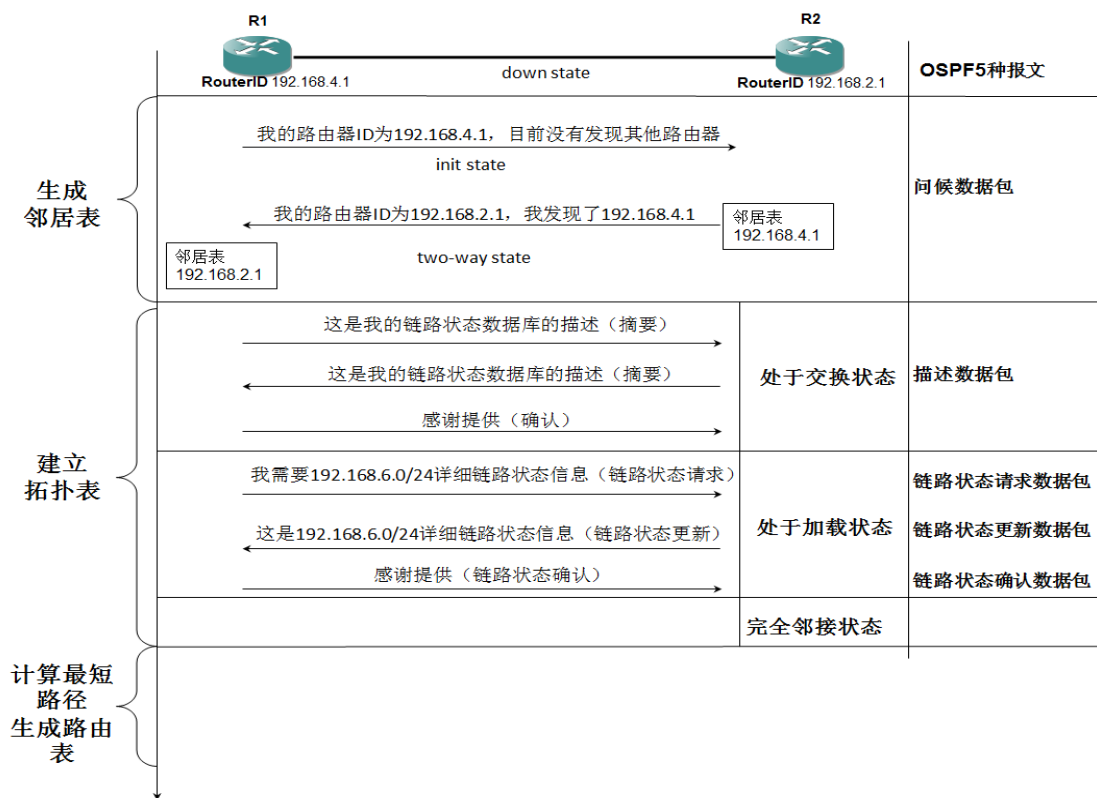 R1
R2
RouterID 192.168.4.1
down state
RouterID 192.168.2.1
OSPF5种报文
生成
邻居表
我的路由器ID为192.168.4.1，目前没有发现其他路由器
init state
我的路由器ID为192.168.2.1，我发现了192.168.4.1
邻居表
192.168.4.1
邻居表
192.168.2.1
two-way state
问候数据包
建立
拓扑表
这是我的链路状态数据库的描述（摘要）
这是我的链路状态数据库的描述（摘要）
感谢提供（确认）
处于交换状态
描述数据包
我需要192.168.6.0/24详细链路状态信息（链路状态请求）
这是192.168.6.0/24详细链路状态信息（链路状态更新）
感谢提供（链路状态确认）
处于加载状态
链路状态请求数据包
链路状态更新数据包
链路状态确认数据包
完全邻接状态
计算最短
路径
生成路由
表